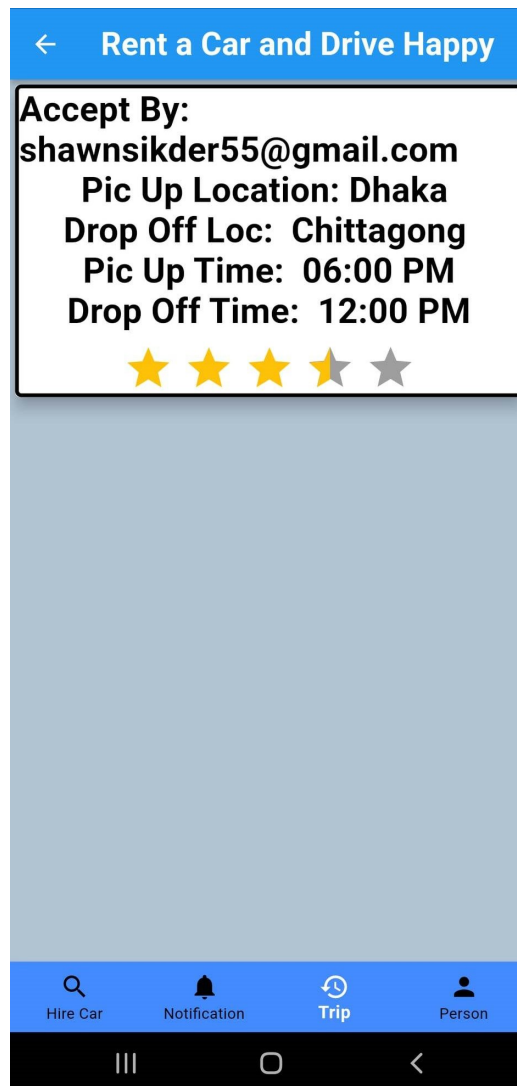 Rent a Car and Drive Happy
Accept By:
shawnsikder55@gmail.com
Pic Up Location: Dhaka
Drop Off Loc:  Chittagong
Pic Up Time:  06:00 PM
Drop Off Time:  12:00 PM
Hire Car
Notification
Trip
Person